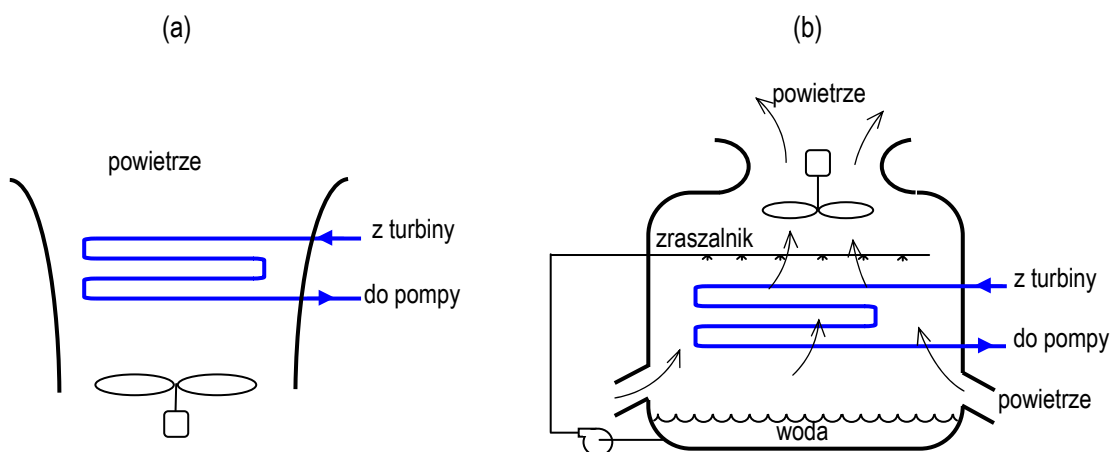 (a)
powietrze
z turbiny
do pompy
(b)
powietrze
zraszalnik
z turbiny
do pompy
powietrze
woda